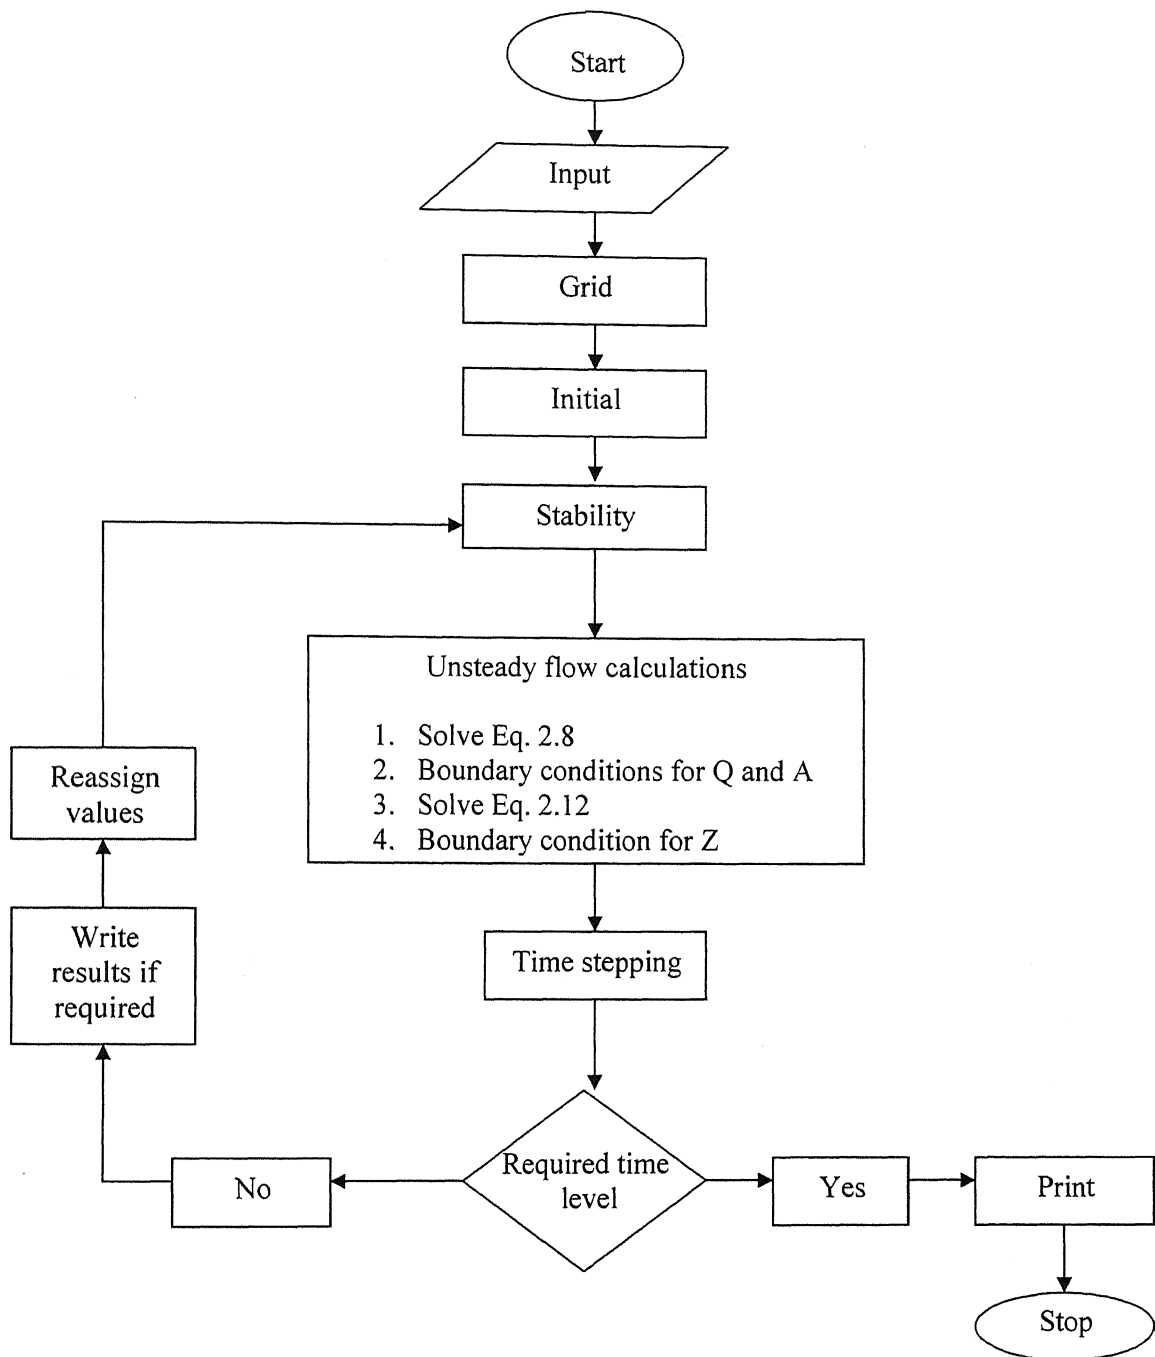 Start
Input
Grid
Initial
Stability
Unsteady flow calculations
1. Solve Eq. 2.8
2. Boundary conditions for Q and A
3. Solve Eq. 2.12
4. Boundary condition for Z
Reassign
values
Write
results if
required
Time stepping
Required time
level
No
Yes
Print
Stop